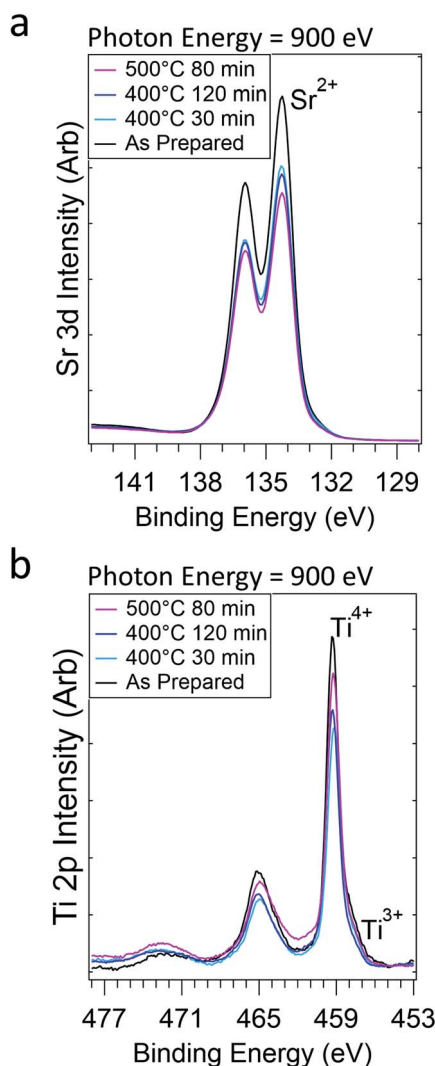 a
Photon Energy = 900 eV
500°C 80 min
400°C 120 min
400°C 30 min
As Prepared
Sr²⁺
Sr 3d Intensity (Arb)
141 138 135 132 129
Binding Energy (eV)
b
Photon Energy = 900 eV
500°C 80 min
400°C 120 min
400°C 30 min
As Prepared
Ti⁴⁺
Ti³⁺
Ti 2p Intensity (Arb)
477 471 465 459 453
Binding Energy (eV)